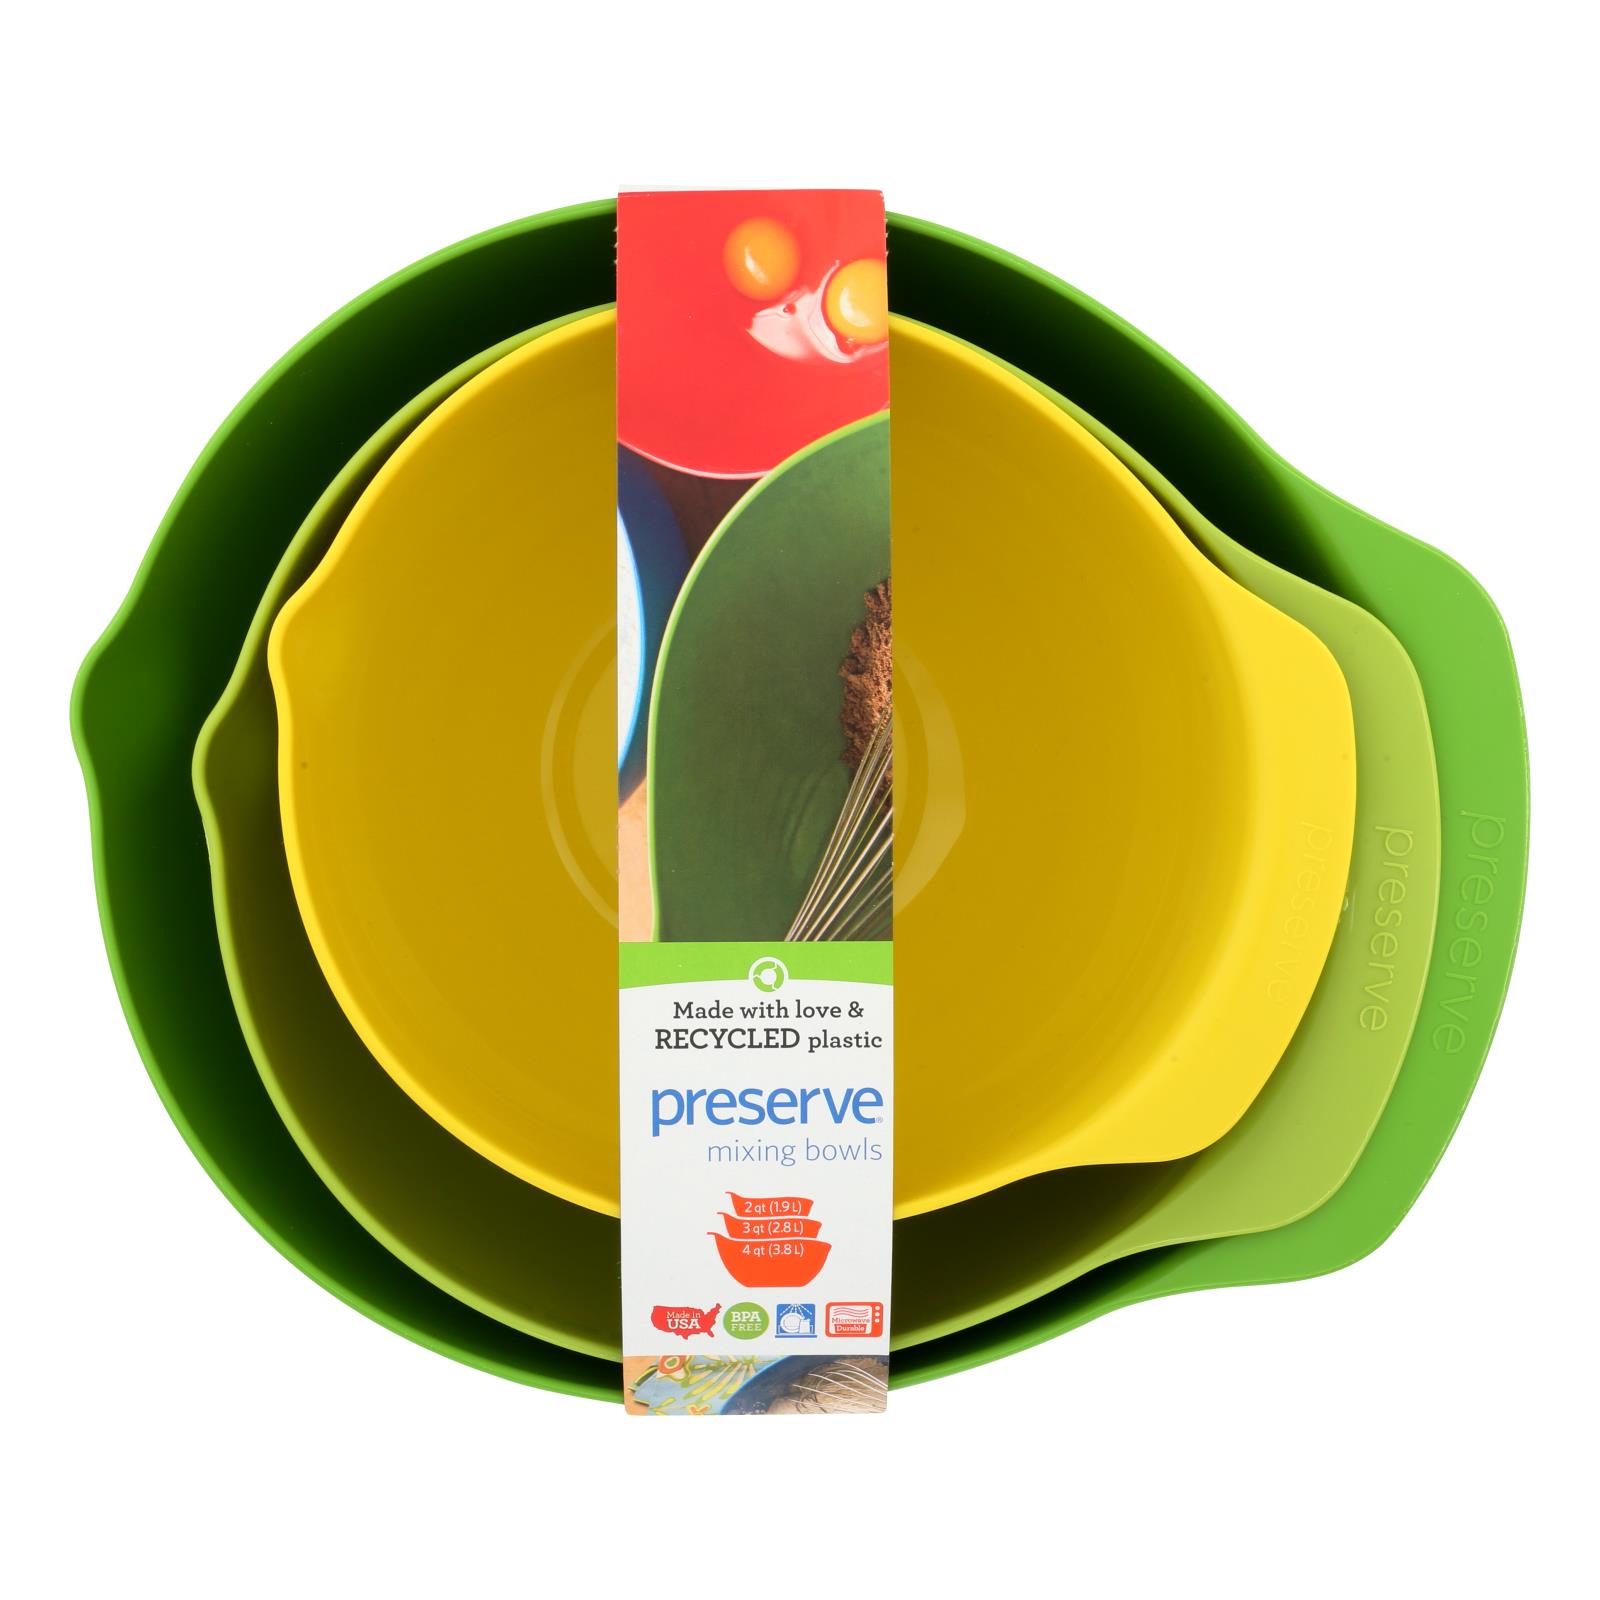 Made with love &
RECYCLED plastic
preserve®
mixing bowls
2 qt (1.9 L)
3 qt (2.8 L)
4 qt (3.8 L)
Made in
USA
BPA
FREE
Microwave
Durable
preserve
preserve
preserve